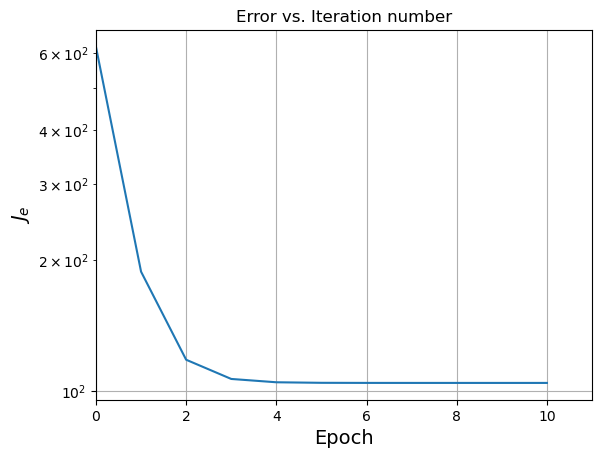 Error vs. Iteration number
6 × 10²
4 × 10²
3 × 10²
2 × 10²
10²
Jₑ
0 2 4 6 8 10
Epoch